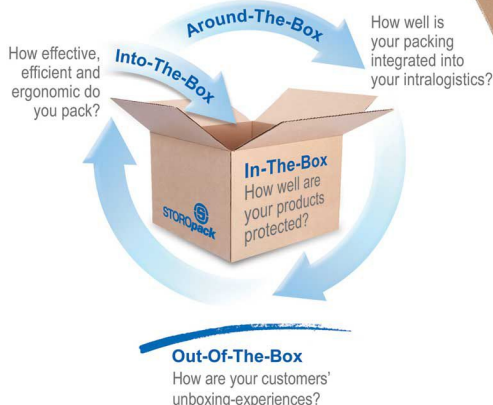 Around-The-Box
How well is
your packing
integrated into
your intralogistics?
How effective,
efficient and
ergonomic do
you pack?
Into-The-Box
In-The-Box
How well are
your products
protected?
STOROpack
Out-Of-The-Box
How are your customers'
unboxing-experiences?